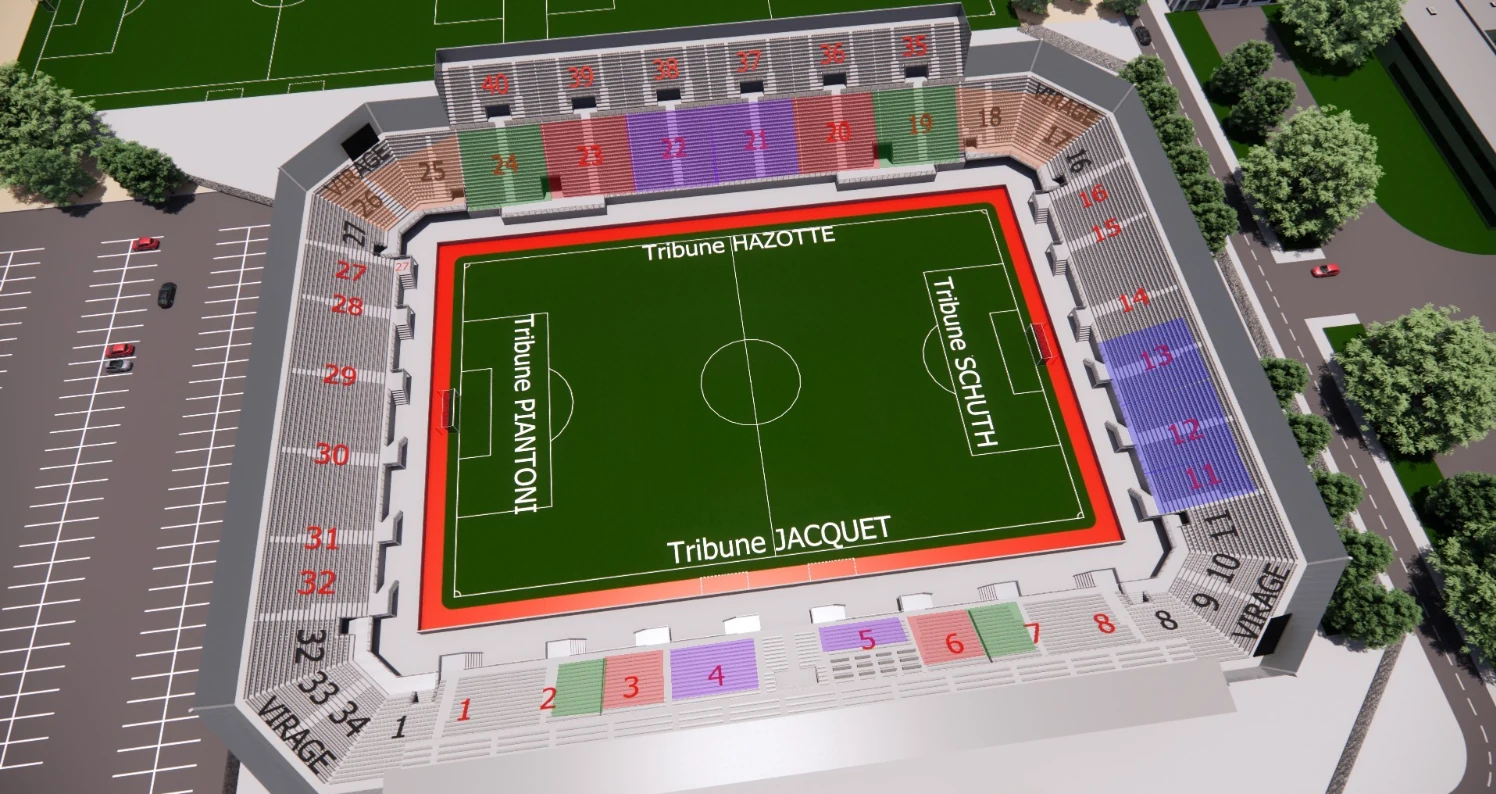 40 39 38 37 36 35
24 23 22 21 20 19
VIRAGE 25 26 27
18 17 VIRAGE 16
27 27
28
29
30
31
32
32
33
34
VIRAGE
1
16
15
14
13
12
11
11
10
9
VIRAGE
8
Tribune HAZOTTE
Tribune PIANTONI
Tribune SCHUTH
Tribune JACQUET
1 2 3 4 5 6 7 8